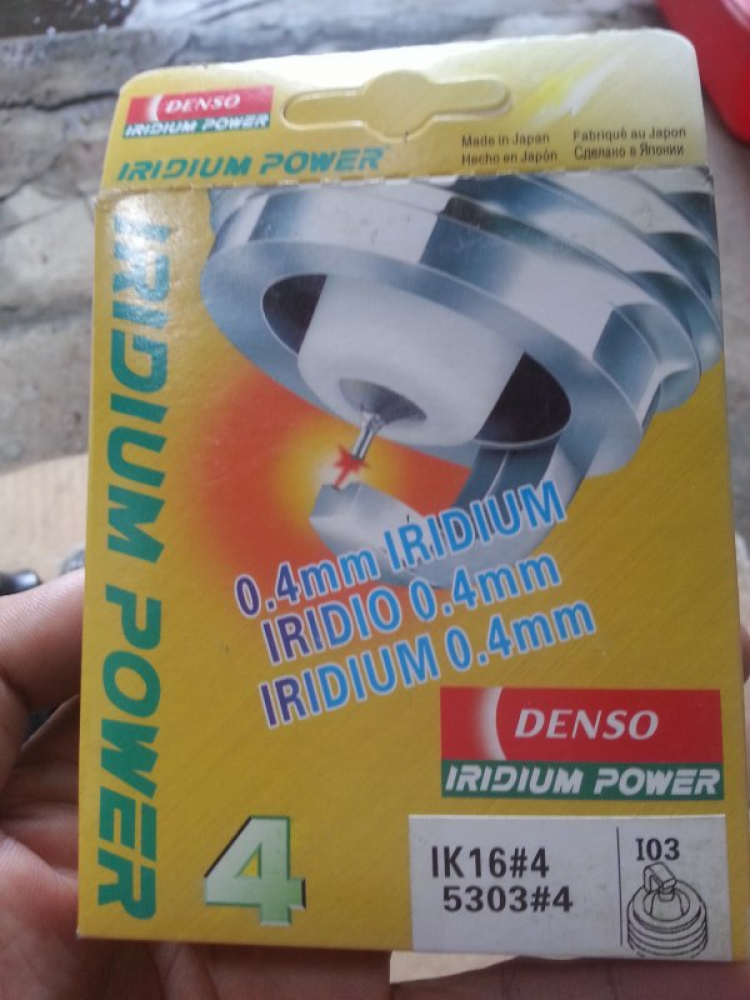 DENSO
IRIDIUM POWER
IRIDIUM POWER
Made in Japan
Hecho en Japón
Fabriqué au Japon
Сделано в Японии
IRIDIUM POWER
0.4mm IRIDIUM
IRIDIO 0.4mm
IRIDIUM 0.4mm
DENSO
IRIDIUM POWER
4
IK16#4
5303#4
I03